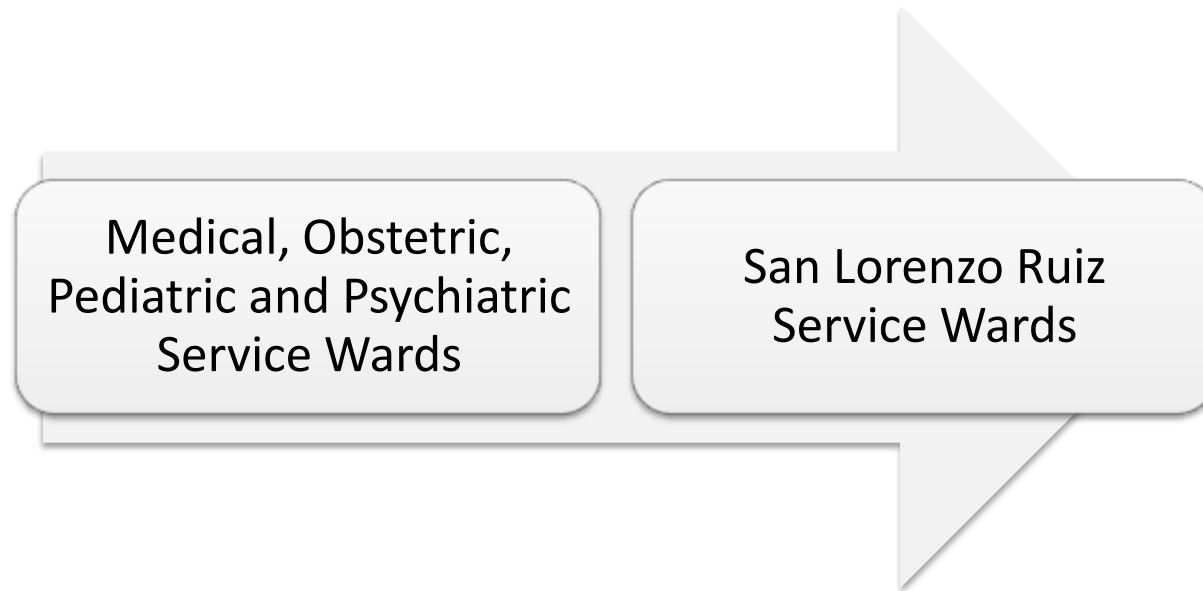 Medical, Obstetric,
Pediatric and Psychiatric
Service Wards
San Lorenzo Ruiz
Service Wards